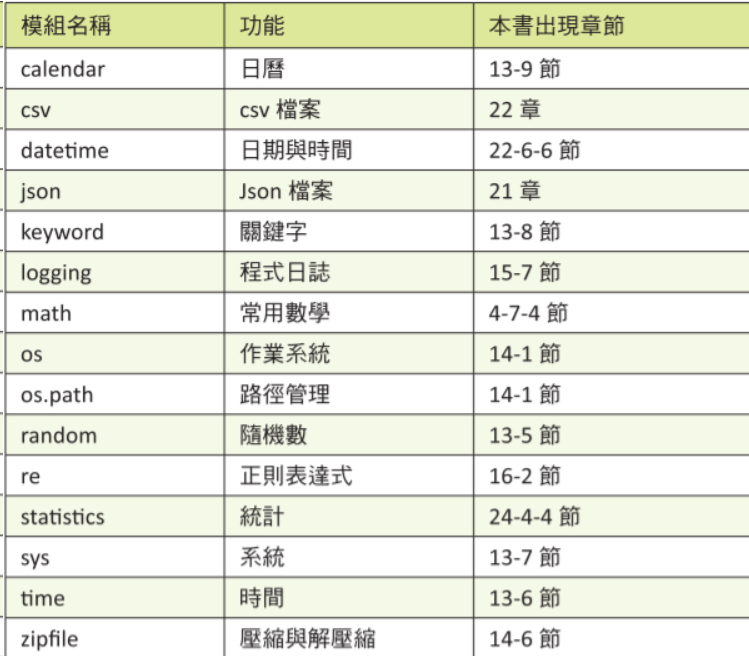 模組名稱 功能 本書出現章節
calendar 日曆 13-9 節
csv csv 檔案 22 章
datetime 日期與時間 22-6-6 節
json Json 檔案 21 章
keyword 關鍵字 13-8 節
logging 程式日誌 15-7 節
math 常用數學 4-7-4 節
os 作業系統 14-1 節
os.path 路徑管理 14-1 節
random 隨機數 13-5 節
re 正則表達式 16-2 節
statistics 統計 24-4-4 節
sys 系統 13-7 節
time 時間 13-6 節
zipfile 壓縮與解壓縮 14-6 節